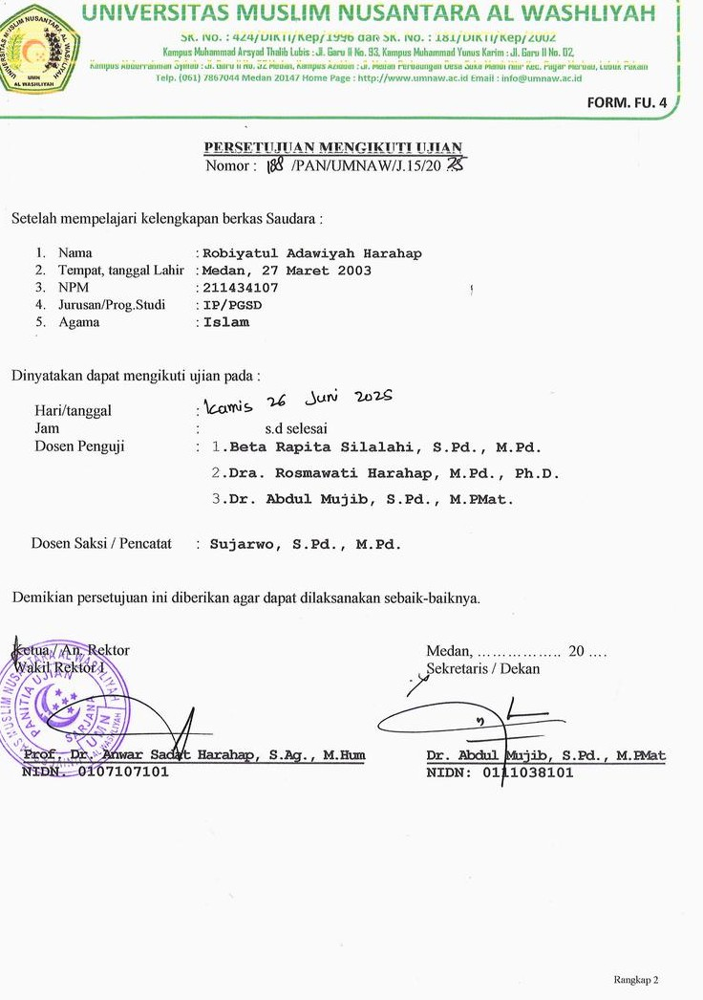 UNIVERSITAS MUSLIM NUSANTARA AL WASHLIYAH
SK. No. : 424/DIKTI/Kep/1996 dan SK. No. : 181/DIKTI/Kep/2002
Kampus Muhammad Arsyad Thalib Lubis : Jl. Garu II No. 93, Kampus Muhammad Yunus Karim : Jl. Garu II No. 02,
Kampus Abdurrahman Syihab : Jl. Garu II No. 52 Medan, Kampus Aziddin : Jl. Medan Perbaungan Desa Suka Mandi Hilir Kec. Pagar Merbau, Lubuk Pakam
Telp. (061) 7867044 Medan 20147 Home Page : http://www.umnaw.ac.id Email : info@umnaw.ac.id
UNIVERSITAS MUSLIM NUSANTARA AL WASHLIYAH
UMN
AL WASHLIYAH
FORM. FU. 4
PERSETUJUAN MENGIKUTI UJIAN
Nomor : 188 /PAN/UMNAW/J.15/20 25
Setelah mempelajari kelengkapan berkas Saudara :
1. Nama : Robiyatul Adawiyah Harahap
2. Tempat, tanggal Lahir : Medan, 27 Maret 2003
3. NPM : 211434107
4. Jurusan/Prog.Studi : IP/PGSD
5. Agama : Islam
Dinyatakan dapat mengikuti ujian pada :
Hari/tanggal : Kamis 26 Juni 2025
Jam : s.d selesai
Dosen Penguji : 1.Beta Rapita Silalahi, S.Pd., M.Pd.
2.Dra. Rosmawati Harahap, M.Pd., Ph.D.
3.Dr. Abdul Mujib, S.Pd., M.PMat.
Dosen Saksi / Pencatat : Sujarwo, S.Pd., M.Pd.
Demikian persetujuan ini diberikan agar dapat dilaksanakan sebaik-baiknya.
Ketua / An. Rektor
Wakil Rektor I
PANITIA UJIAN
SARJANA
UMN
Prof. Dr. Anwar Sadat Harahap, S.Ag., M.Hum
NIDN. 0107107101
Medan, ................. 20 ....
Sekretaris / Dekan
Dr. Abdul Mujib, S.Pd., M.PMat
NIDN: 0111038101
Rangkap 2